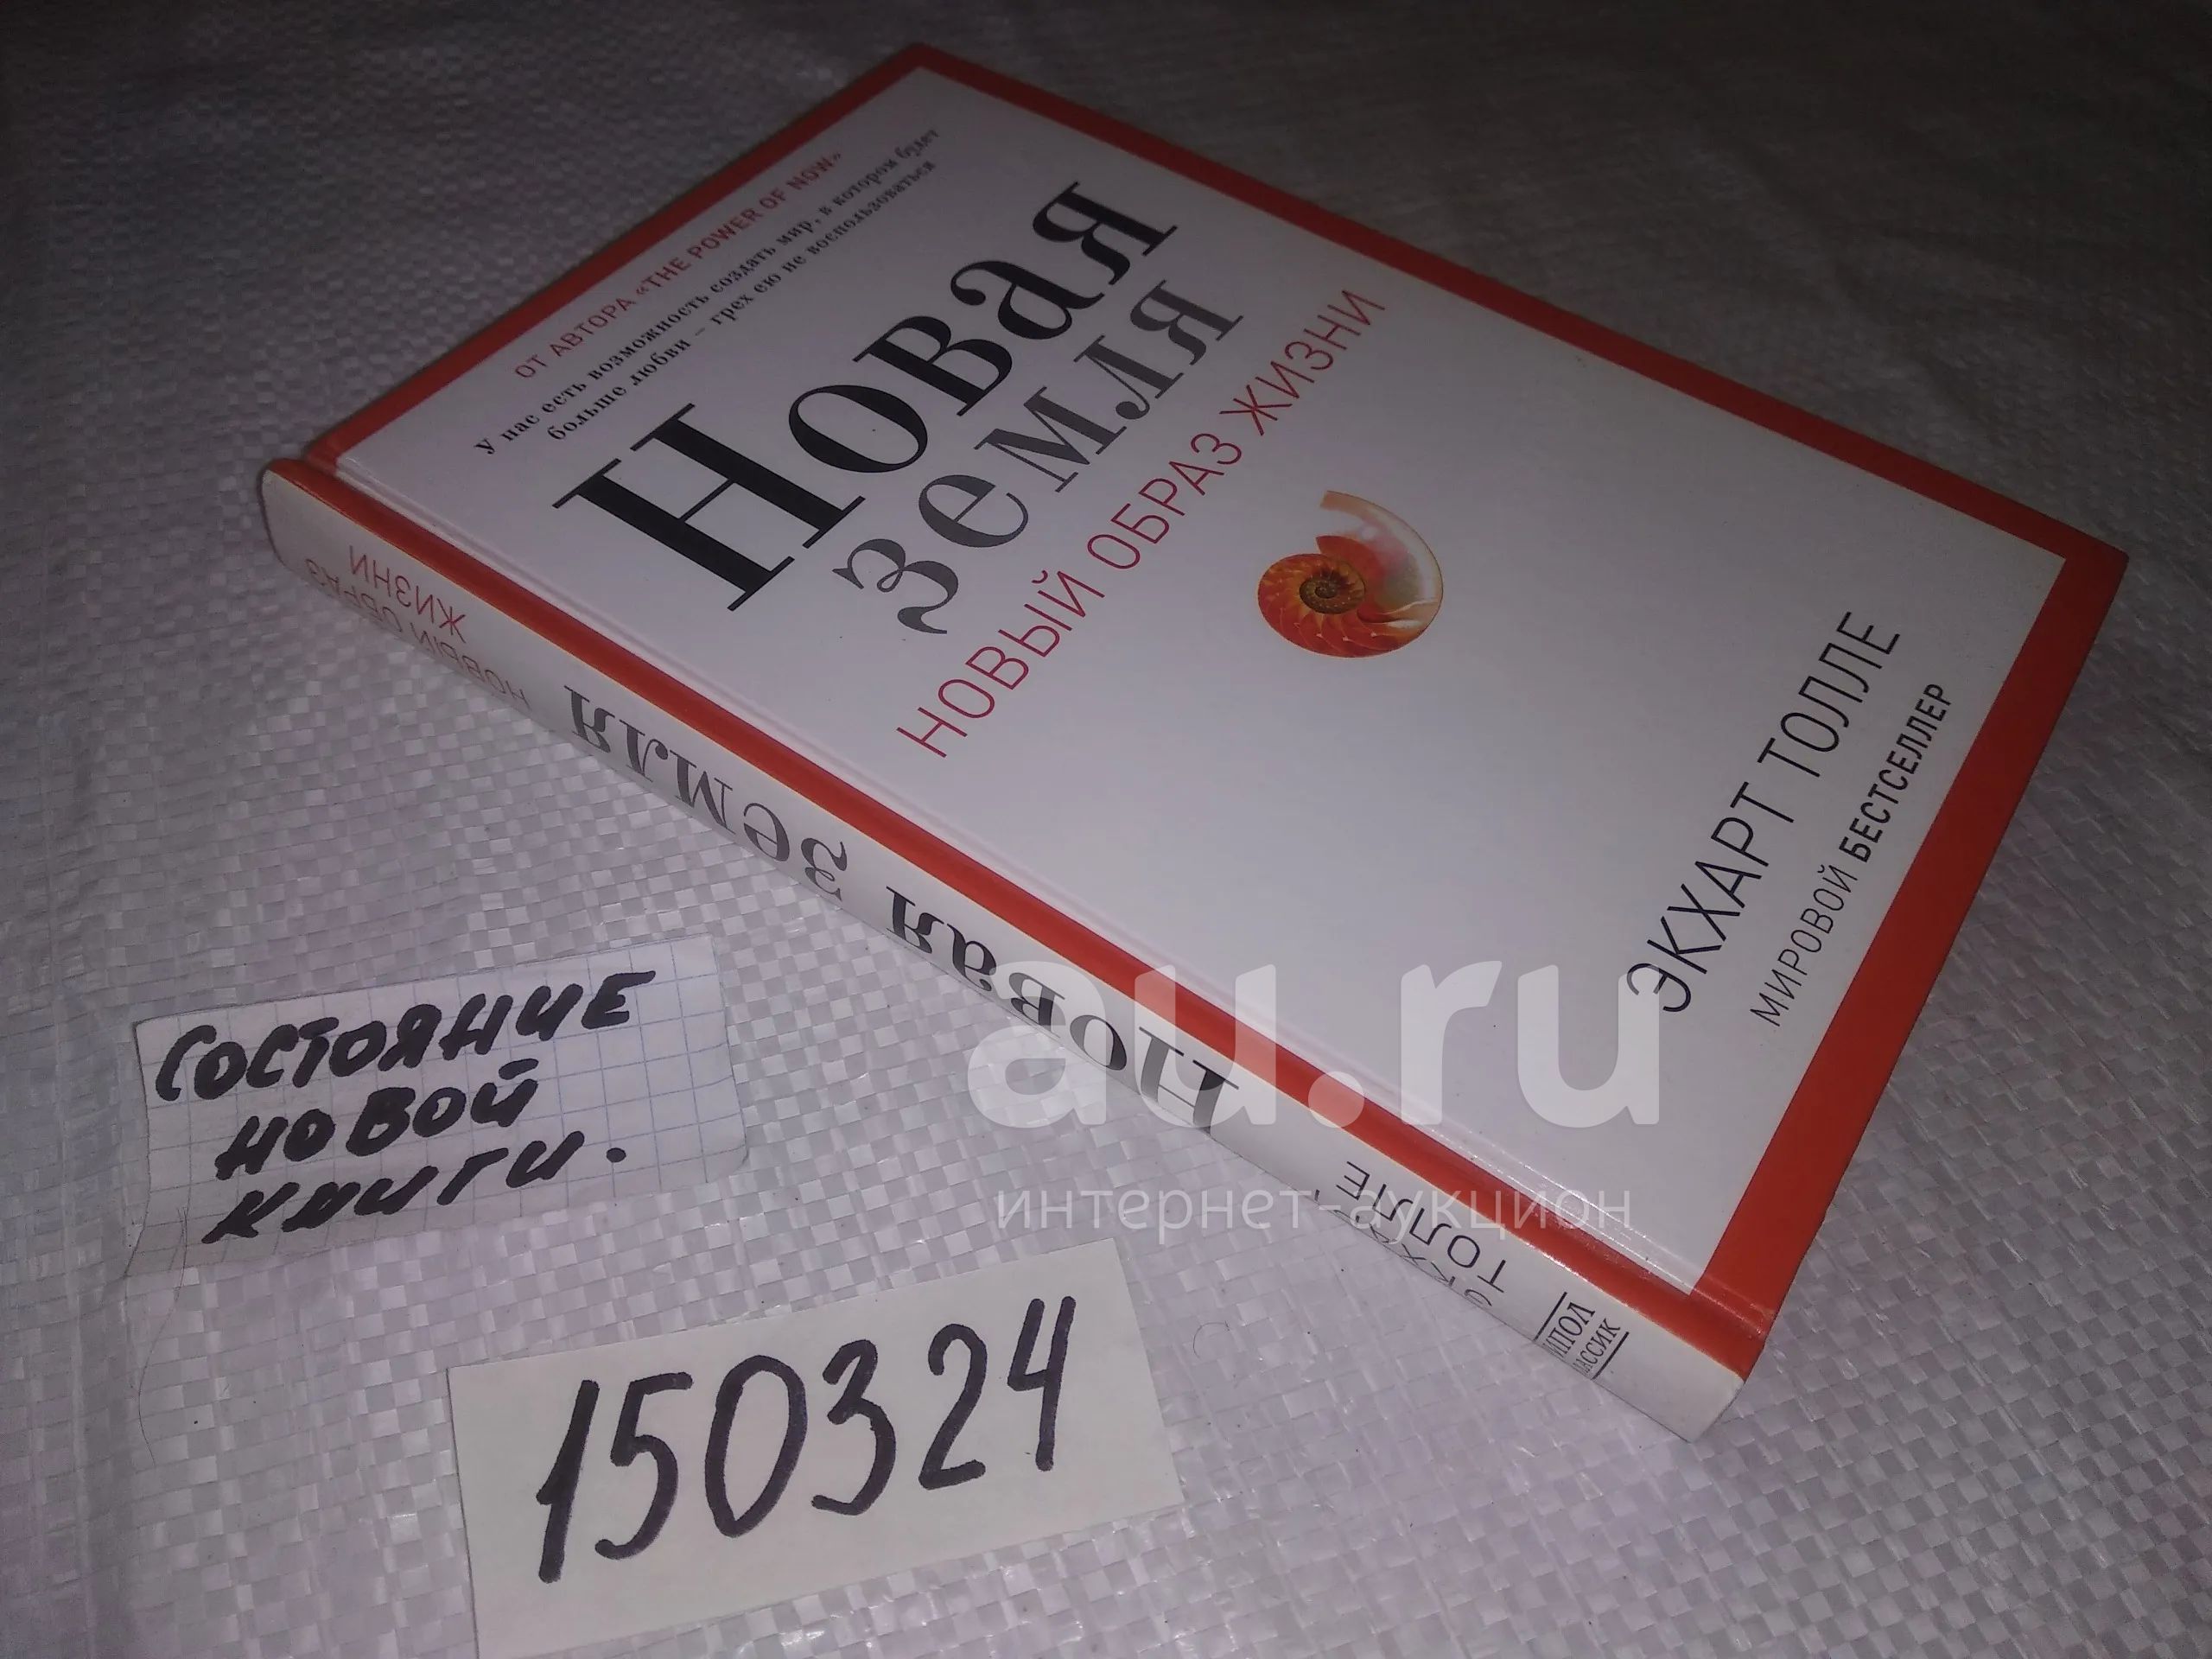 ОТ АВТОРА «THE POWER OF NOW»
У нас есть возможность создать мир, в котором будет
больше любви – грех ею не воспользоваться
Новая
земля
НОВЫЙ ОБРАЗ ЖИЗНИ
ЭКХАРТ ТОЛЛЕ
МИРОВОЙ БЕСТСЕЛЛЕР
НОВЫЙ ОБРАЗ
ЖИЗНИ
Новая земля
ТОЛЛЕ
СОСТОЯНИЕ
НОВОЙ
КНИГИ.
150324
au.ru
интернет-аукцион